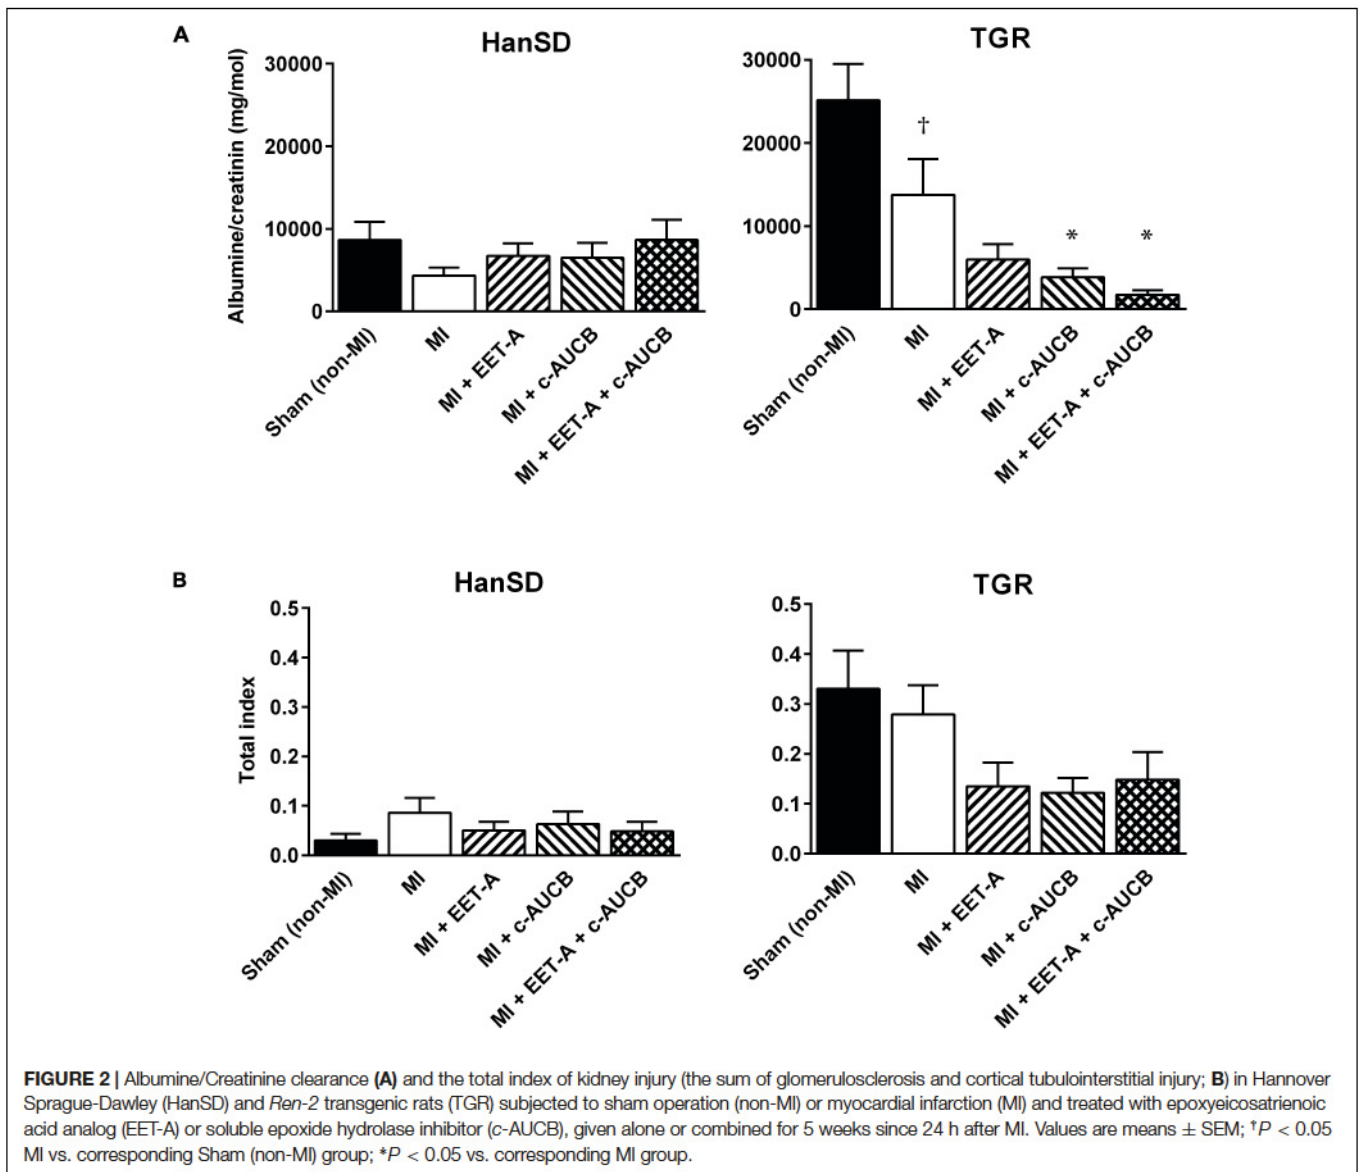 A
HanSD
TGR
Albumine/creatinin (mg/mol)
30000
20000
10000
0
Sham (non-MI)
MI
MI + EET-A
MI + c-AUCB
MI + EET-A + c-AUCB
30000
20000
10000
0
†
*
*
Sham (non-MI)
MI
MI + EET-A
MI + c-AUCB
MI + EET-A + c-AUCB
B
HanSD
TGR
Total index
0.5
0.4
0.3
0.2
0.1
0.0
Sham (non-MI)
MI
MI + EET-A
MI + c-AUCB
MI + EET-A + c-AUCB
0.5
0.4
0.3
0.2
0.1
0.0
Sham (non-MI)
MI
MI + EET-A
MI + c-AUCB
MI + EET-A + c-AUCB
FIGURE 2 | Albumine/Creatinine clearance (A) and the total index of kidney injury (the sum of glomerulosclerosis and cortical tubulointerstitial injury; B) in Hannover
Sprague-Dawley (HanSD) and Ren-2 transgenic rats (TGR) subjected to sham operation (non-MI) or myocardial infarction (MI) and treated with epoxyeicosatrienoic
acid analog (EET-A) or soluble epoxide hydrolase inhibitor (c-AUCB), given alone or combined for 5 weeks since 24 h after MI. Values are means ± SEM; †P < 0.05
MI vs. corresponding Sham (non-MI) group; *P < 0.05 vs. corresponding MI group.